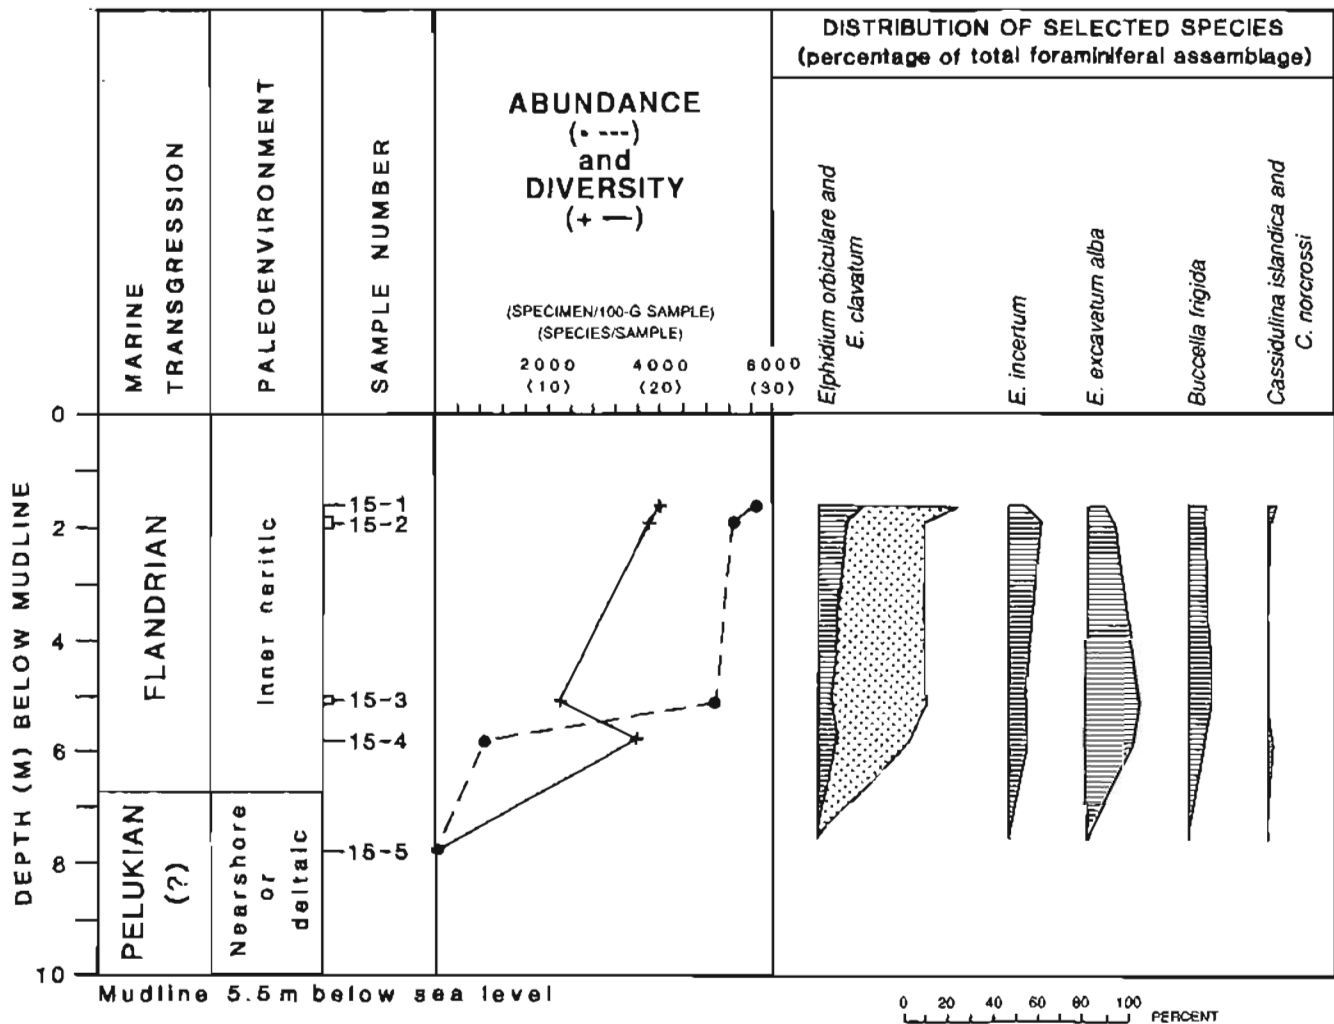 DISTRIBUTION OF SELECTED SPECIES
(percentage of total foraminiferal assemblage)
MARINE
TRANSGRESSION
PALEOENVIRONMENT
SAMPLE NUMBER
ABUNDANCE
(• ---)
and
DIVERSITY
(+ —)
(SPECIMEN/100-G SAMPLE)
(SPECIES/SAMPLE)
2000 4000 6000
(10) (20) (30)
Elphidium orbiculare and
E. clavatum
E. incertum
E. excavatum alba
Buccella frigida
Cassidulina islandica and
C. norcrossi
DEPTH (M) BELOW MUDLINE
0
2
4
6
8
10
FLANDRIAN
Inner neritic
PELUKIAN
(?)
Nearshore
or
deltaic
15-1
15-2
15-3
15-4
15-5
Mudline 5.5m below sea level
0 20 40 60 80 100
PERCENT